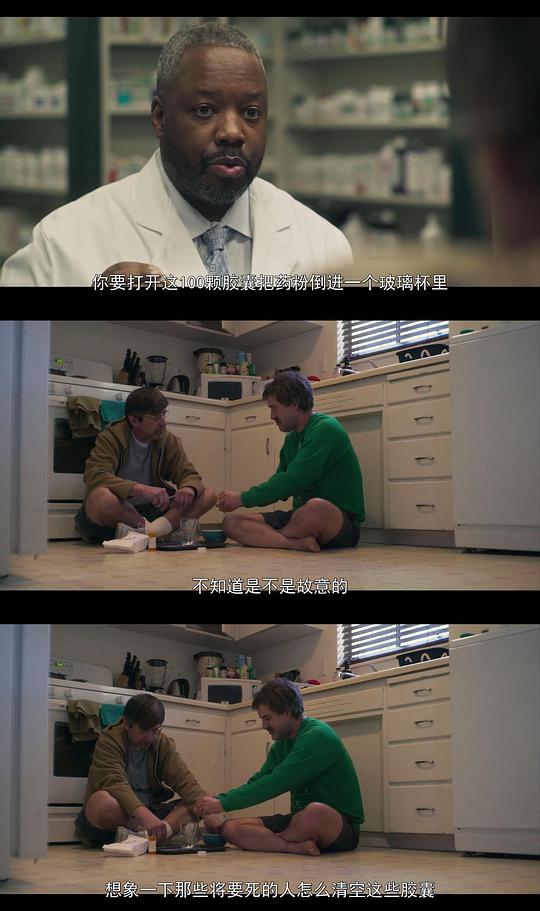 你要打开这100颗胶囊把药粉倒进一个玻璃杯里
不知道是不是故意的
想象一下那些将要死的人怎么清空这些胶囊